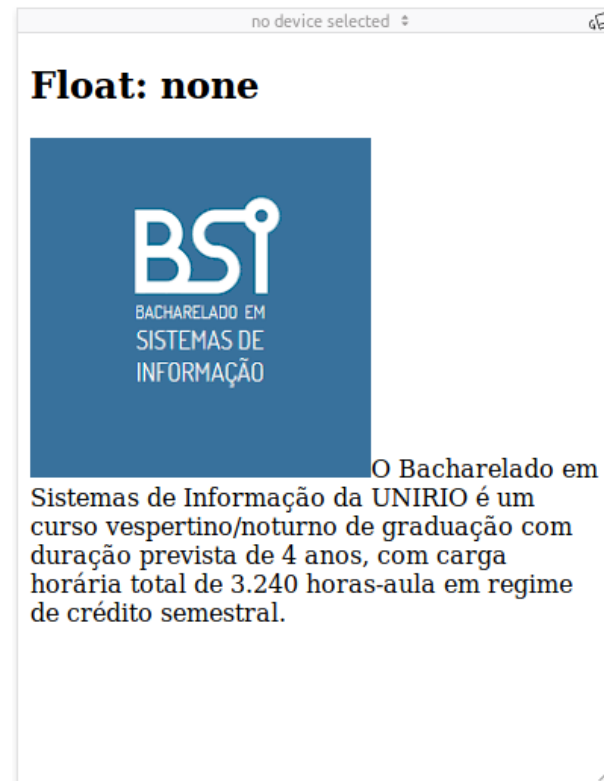 no device selected
Float: none
BSI
BACHARELADO EM
SISTEMAS DE
INFORMAÇÃO
O Bacharelado em
Sistemas de Informação da UNIRIO é um
curso vespertino/noturno de graduação com
duração prevista de 4 anos, com carga
horária total de 3.240 horas-aula em regime
de crédito semestral.